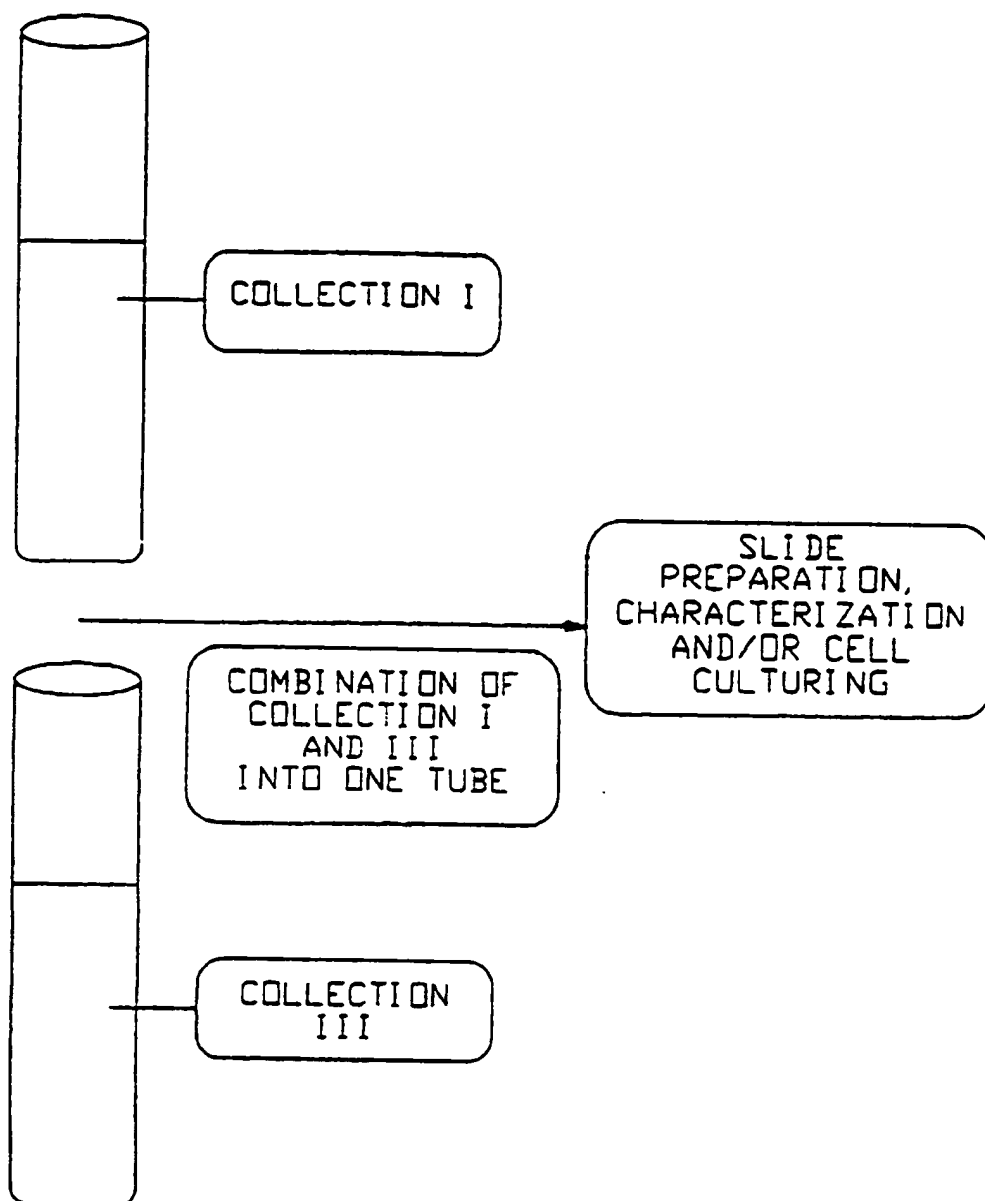 COLLECTION I
SLIDE
PREPARATION,
CHARACTERIZATION
AND/OR CELL
CULTURING
COMBINATION OF
COLLECTION I
AND III
INTO ONE TUBE
COLLECTION
III